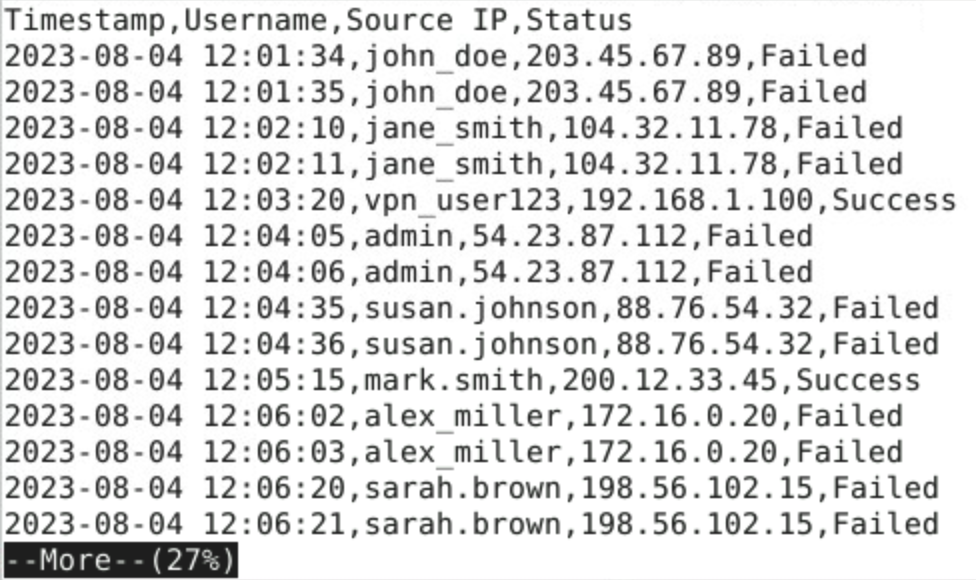 Timestamp,Username,Source IP,Status
2023-08-04 12:01:34,john_doe,203.45.67.89,Failed
2023-08-04 12:01:35,john_doe,203.45.67.89,Failed
2023-08-04 12:02:10,jane_smith,104.32.11.78,Failed
2023-08-04 12:02:11,jane_smith,104.32.11.78,Failed
2023-08-04 12:03:20,vpn_user123,192.168.1.100,Success
2023-08-04 12:04:05,admin,54.23.87.112,Failed
2023-08-04 12:04:06,admin,54.23.87.112,Failed
2023-08-04 12:04:35,susan.johnson,88.76.54.32,Failed
2023-08-04 12:04:36,susan.johnson,88.76.54.32,Failed
2023-08-04 12:05:15,mark.smith,200.12.33.45,Success
2023-08-04 12:06:02,alex_miller,172.16.0.20,Failed
2023-08-04 12:06:03,alex_miller,172.16.0.20,Failed
2023-08-04 12:06:20,sarah.brown,198.56.102.15,Failed
2023-08-04 12:06:21,sarah.brown,198.56.102.15,Failed
--More--(27%)